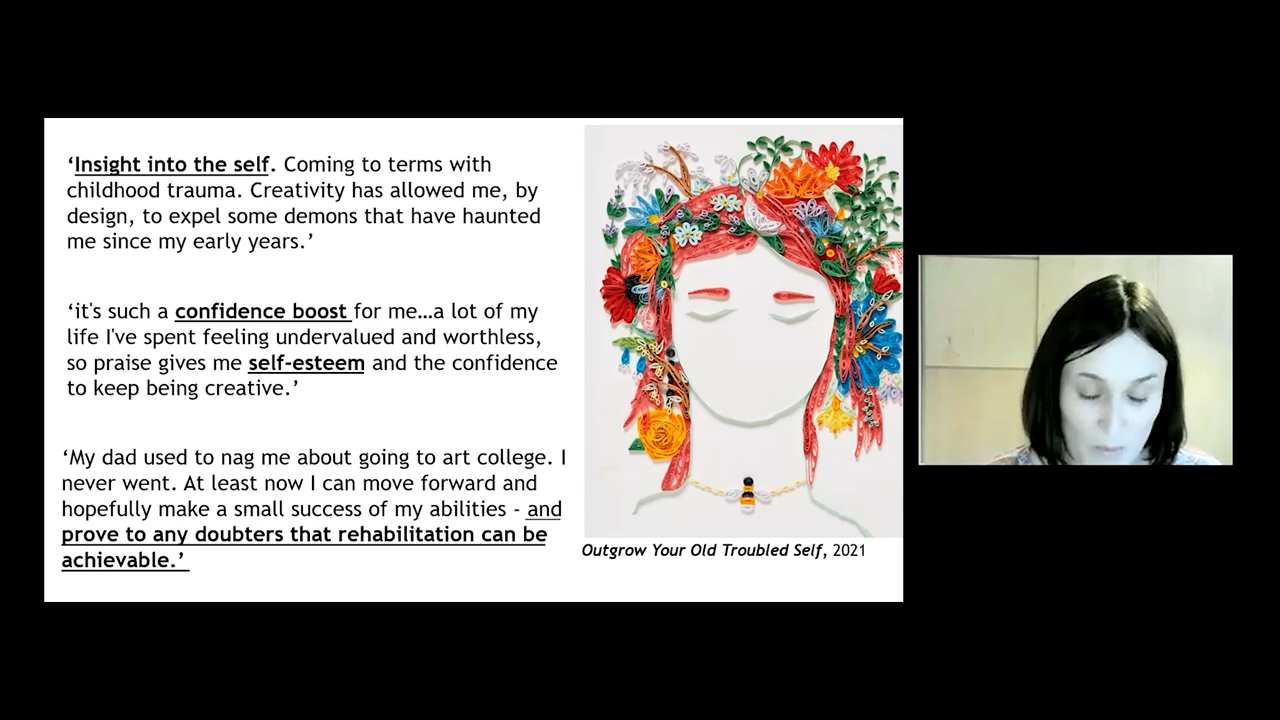 ‘Insight into the self. Coming to terms with
childhood trauma. Creativity has allowed me, by
design, to expel some demons that have haunted
me since my early years.’
‘it's such a confidence boost for me…a lot of my
life I've spent feeling undervalued and worthless,
so praise gives me self-esteem and the confidence
to keep being creative.’
‘My dad used to nag me about going to art college. I
never went. At least now I can move forward and
hopefully make a small success of my abilities - and
prove to any doubters that rehabilitation can be
achievable.’
Outgrow Your Old Troubled Self, 2021